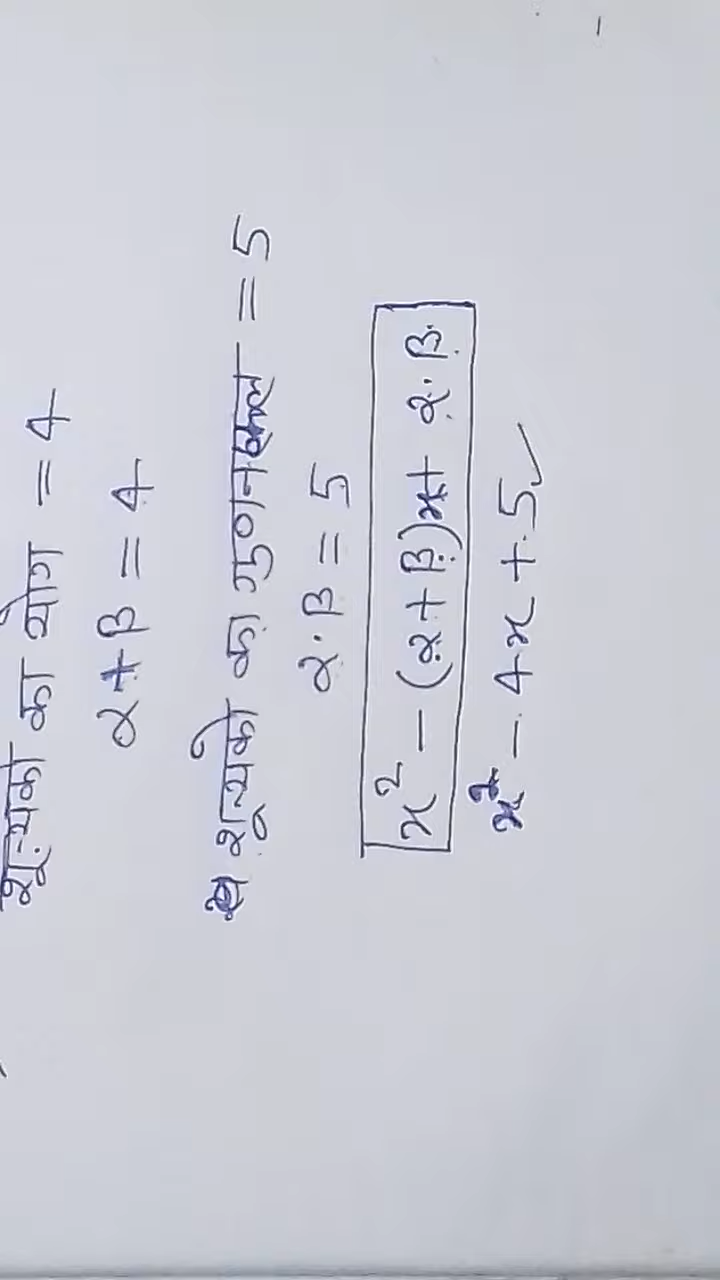 शून्यको का योग = 4
α + β = 4
शून्यको का गुणनफल = 5
α · β = 5
x² - (α + β)x + α · β
x² - 4x + 5